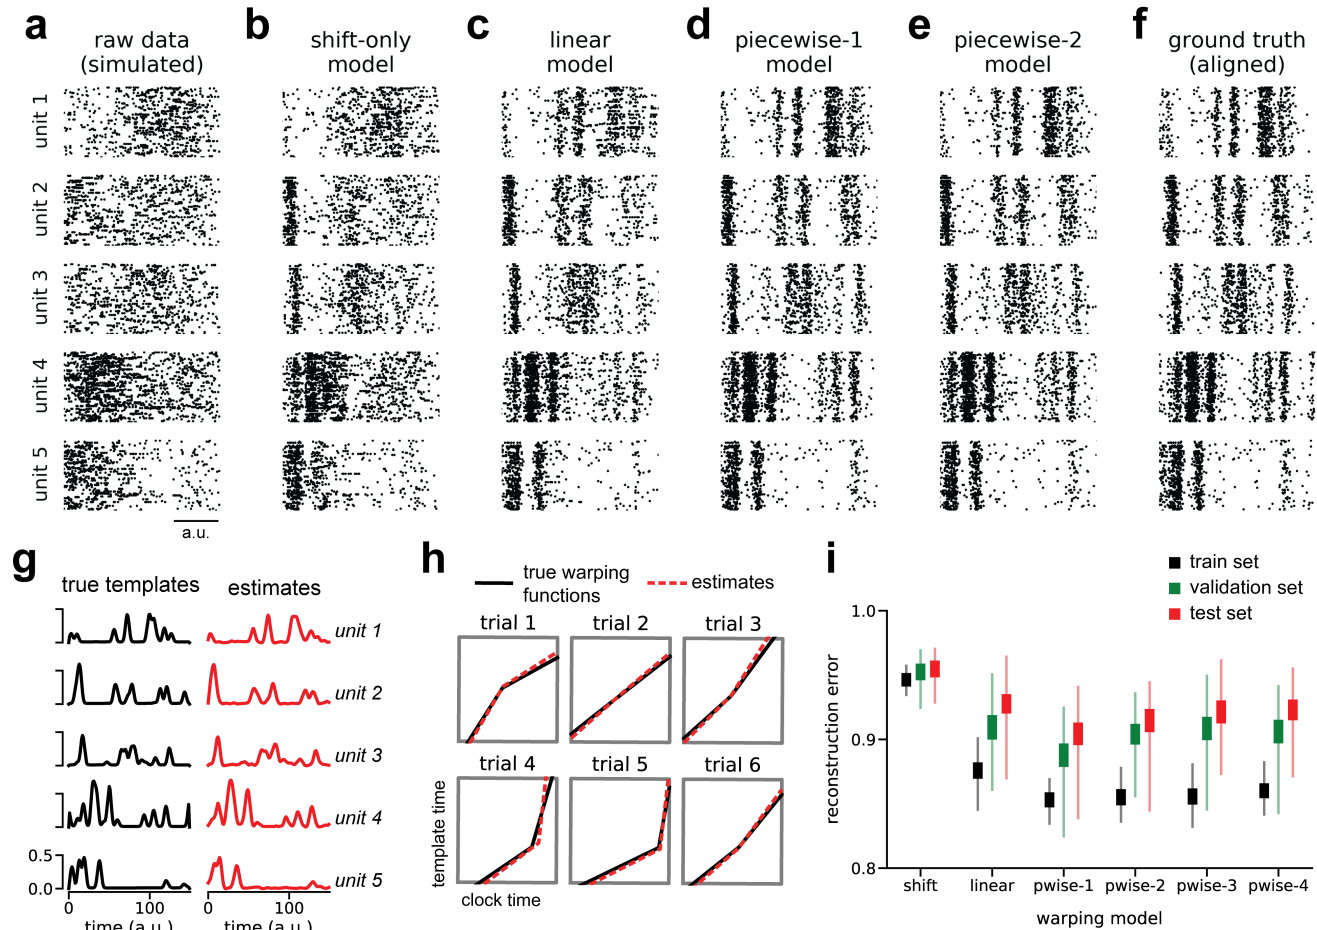 a
raw data
(simulated)
b
shift-only
model
c
linear
model
d
piecewise-1
model
e
piecewise-2
model
f
ground truth
(aligned)
unit 1
unit 2
unit 3
unit 4
unit 5
a.u.
g
true templates
estimates
unit 1
unit 2
unit 3
unit 4
unit 5
0.5
0.0
0
100
0
100
time (a.u.)
time (a.u.)
h
true warping
functions
estimates
trial 1
trial 2
trial 3
trial 4
trial 5
trial 6
template time
clock time
i
train set
validation set
test set
1.0
0.9
0.8
reconstruction error
shift
linear
pwise-1
pwise-2
pwise-3
pwise-4
warping model